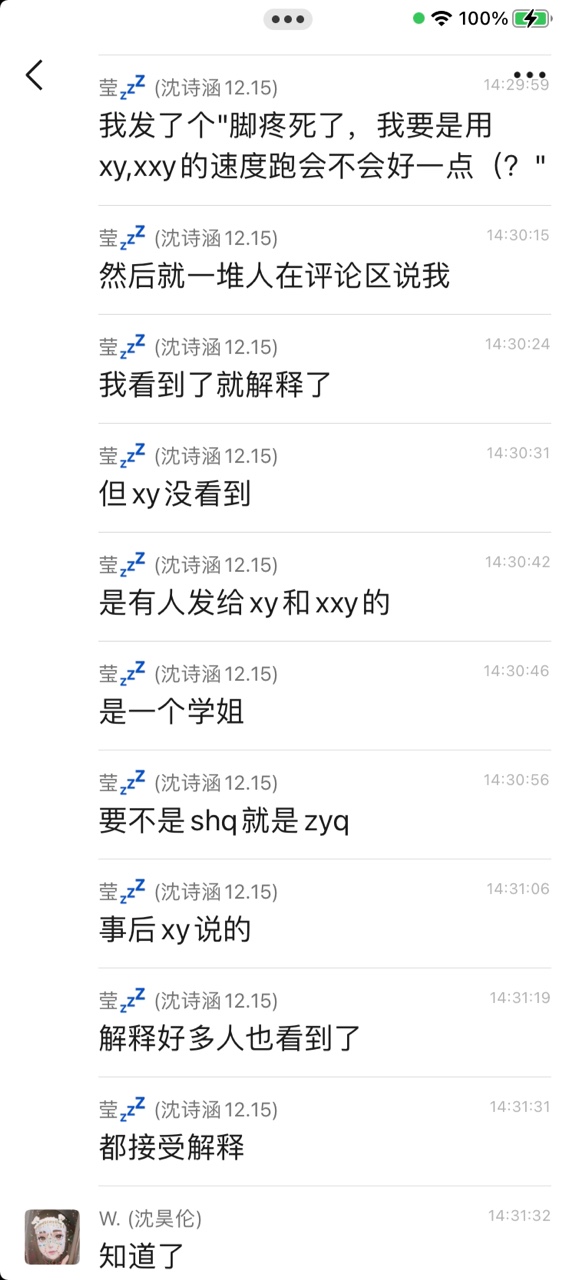 100%
莹💤 (沈诗涵12.15) 14:29:59
我发了个"脚疼死了，我要是用
xy,xxy的速度跑会不会好一点（？"
莹💤 (沈诗涵12.15) 14:30:15
然后就一堆人在评论区说我
莹💤 (沈诗涵12.15) 14:30:24
我看到了就解释了
莹💤 (沈诗涵12.15) 14:30:31
但xy没看到
莹💤 (沈诗涵12.15) 14:30:42
是有人发给xy和xxy的
莹💤 (沈诗涵12.15) 14:30:46
是一个学姐
莹💤 (沈诗涵12.15) 14:30:56
要不是shq就是zyq
莹💤 (沈诗涵12.15) 14:31:06
事后xy说的
莹💤 (沈诗涵12.15) 14:31:19
解释好多人也看到了
莹💤 (沈诗涵12.15) 14:31:31
都接受解释
W. (沈昊伦) 14:31:32
知道了